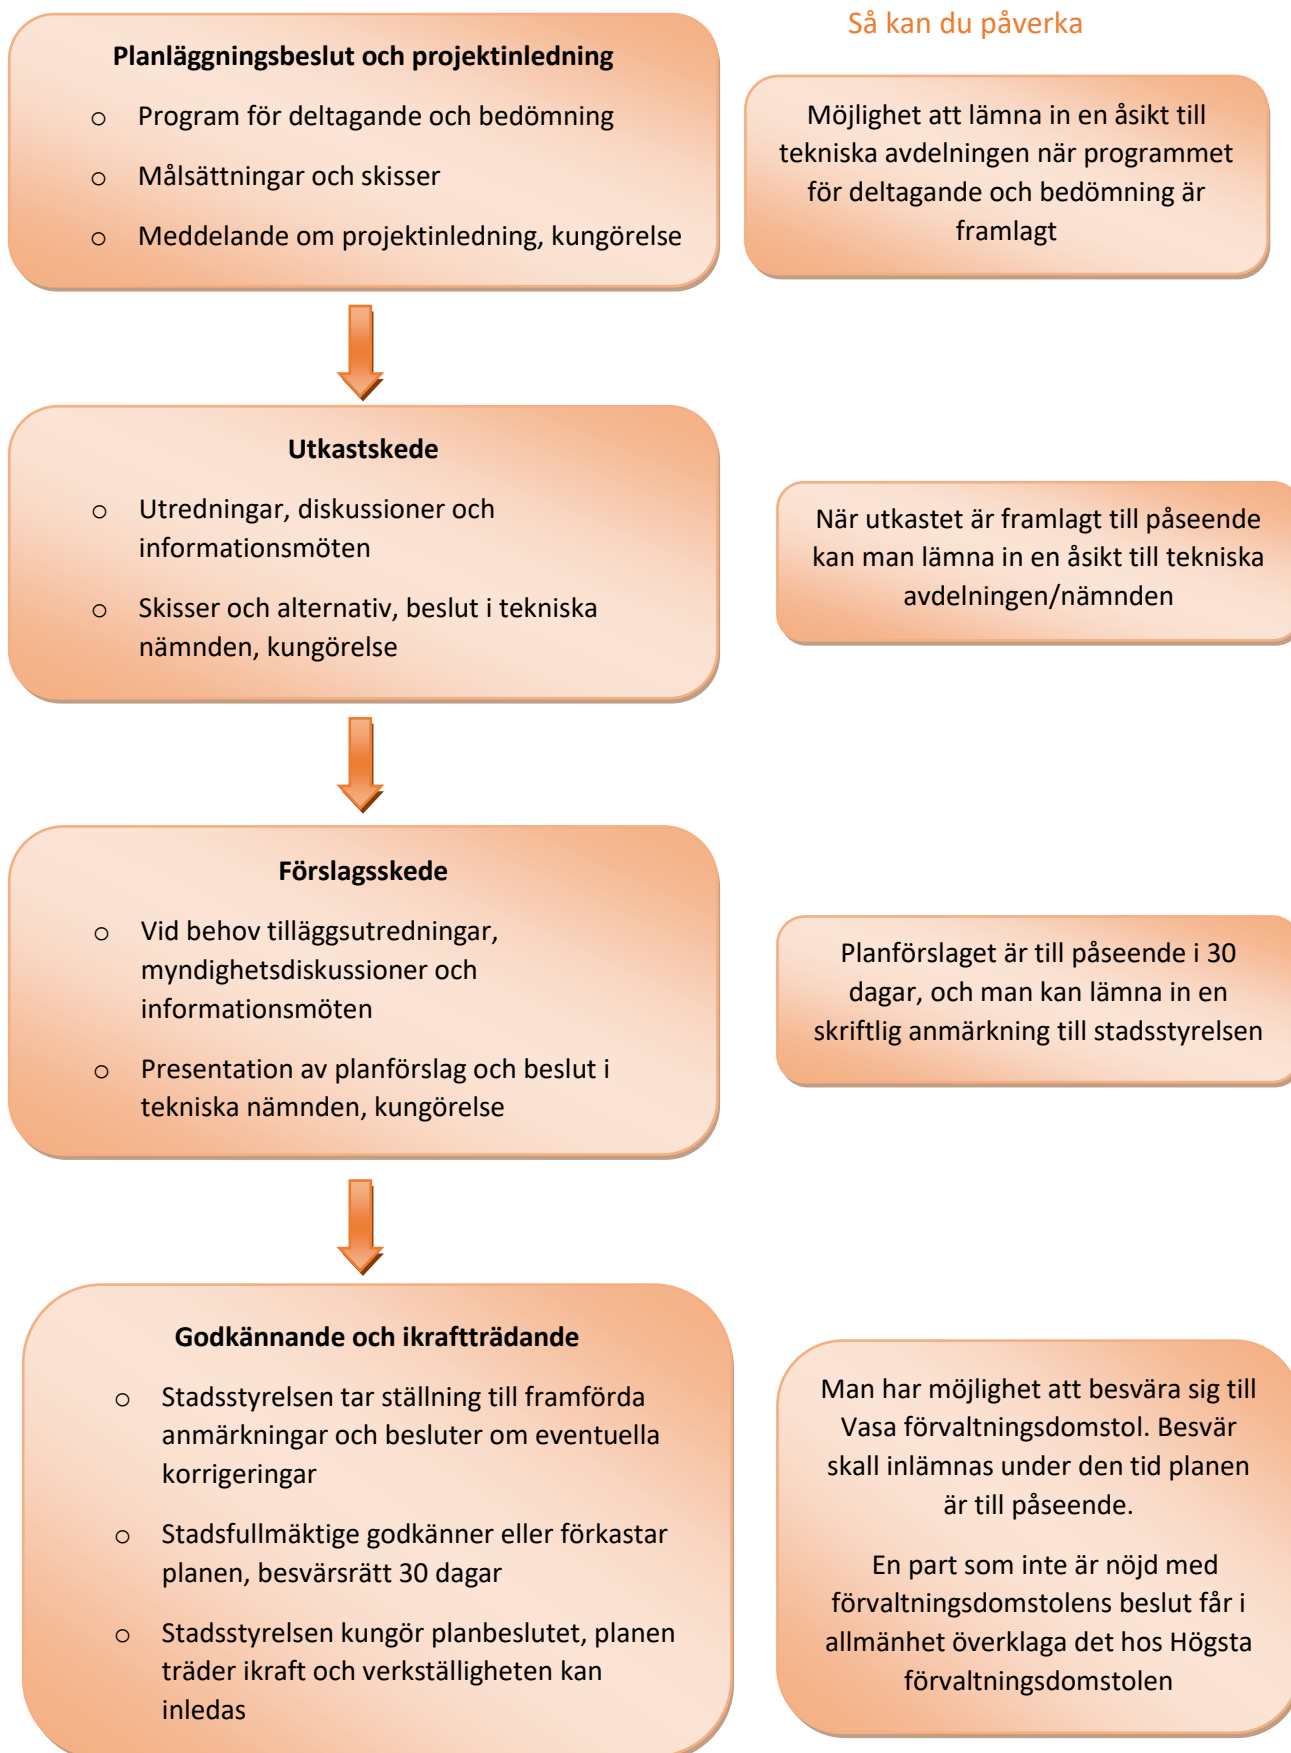 Så kan du påverka
Planläggningsbeslut och projektinledning
o Program för deltagande och bedömning
o Målsättningar och skisser
o Meddelande om projektinledning, kungörelse
Möjlighet att lämna in en åsikt till
tekniska avdelningen när programmet
för deltagande och bedömning är
framlagt
Utkastskede
o Utredningar, diskussioner och
informationsmöten
o Skisser och alternativ, beslut i tekniska
nämnden, kungörelse
När utkastet är framlagt till påseende
kan man lämna in en åsikt till tekniska
avdelningen/nämnden
Förslagsskede
o Vid behov tilläggsutredningar,
myndighetsdiskussioner och
informationsmöten
o Presentation av planförslag och beslut i
tekniska nämnden, kungörelse
Planförslaget är till påseende i 30
dagar, och man kan lämna in en
skriftlig anmärkning till stadsstyrelsen
Godkännande och ikraftträdande
o Stadsstyrelsen tar ställning till framförda
anmärkningar och besluter om eventuella
korrigeringar
o Stadsfullmäktige godkänner eller förkastar
planen, besvärsrätt 30 dagar
o Stadsstyrelsen kungör planbeslutet, planen
träder ikraft och verkställigheten kan
inledas
Man har möjlighet att besvära sig till
Vasa förvaltningsdomstol. Besvär
skall inlämnas under den tid planen
är till påseende.
En part som inte är nöjd med
förvaltningsdomstolens beslut får i
allmänhet överklaga det hos Högsta
förvaltningsdomstolen